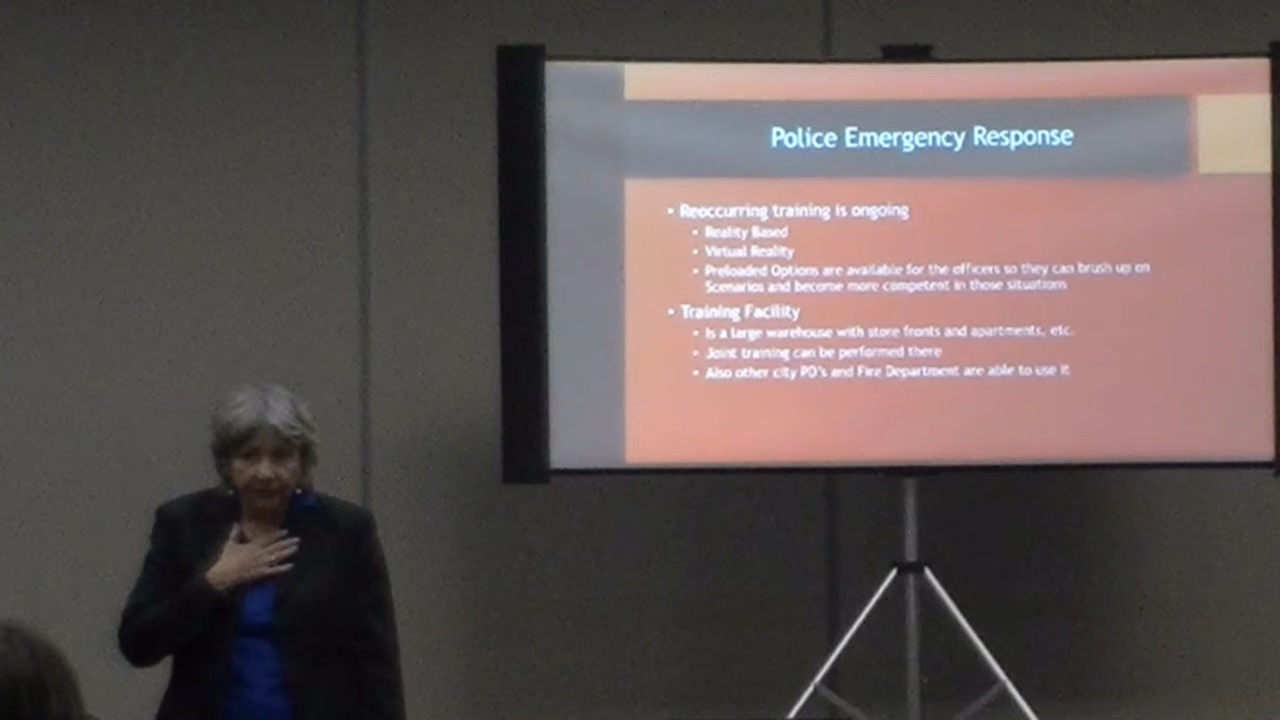 Police Emergency Response
• Reoccurring training is ongoing
• Reality Based
• Virtual Reality
• Preloaded Options are available for the officers so they can brush up on
Scenarios and become more competent in those situations
• Training Facility
• Is a large warehouse with store fronts and apartments, etc.
• Joint training can be performed there
• Also other city PD's and Fire Department are able to use it